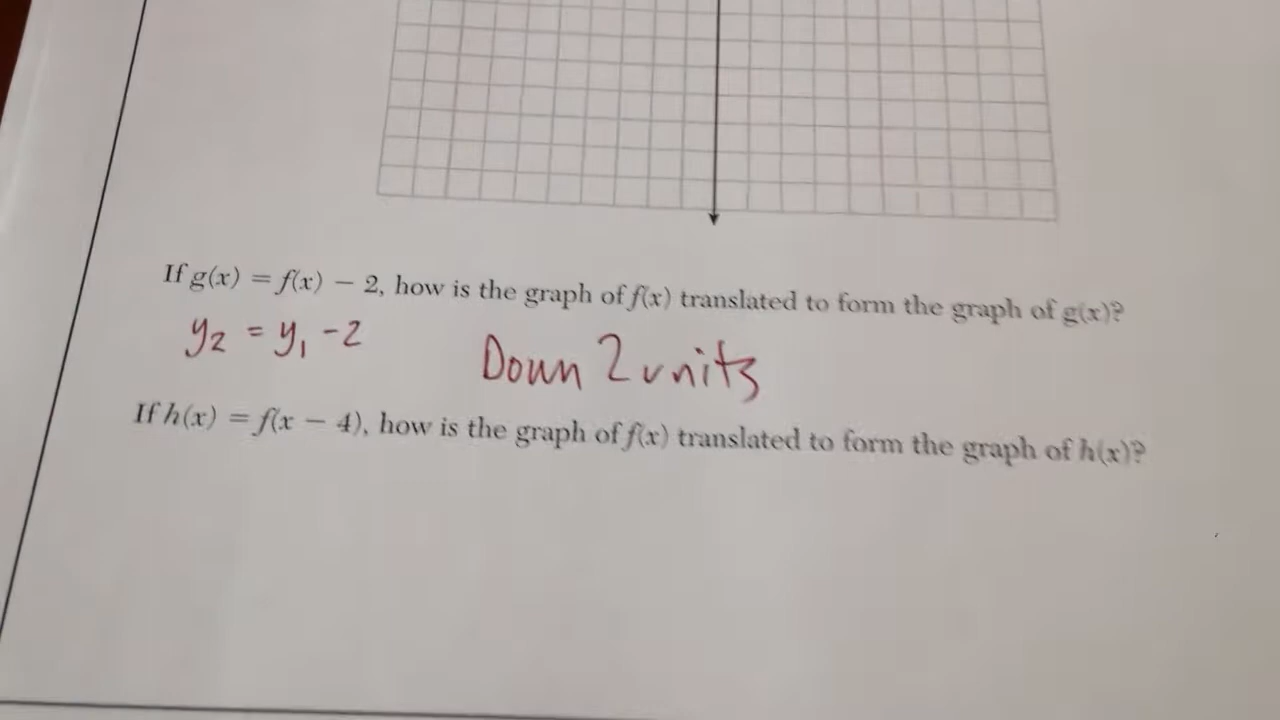 If g(x) = f(x) − 2, how is the graph of f(x) translated to form the graph of g(x)?
y₂ = y₁ -2 Down 2 units
If h(x) = f(x − 4), how is the graph of f(x) translated to form the graph of h(x)?